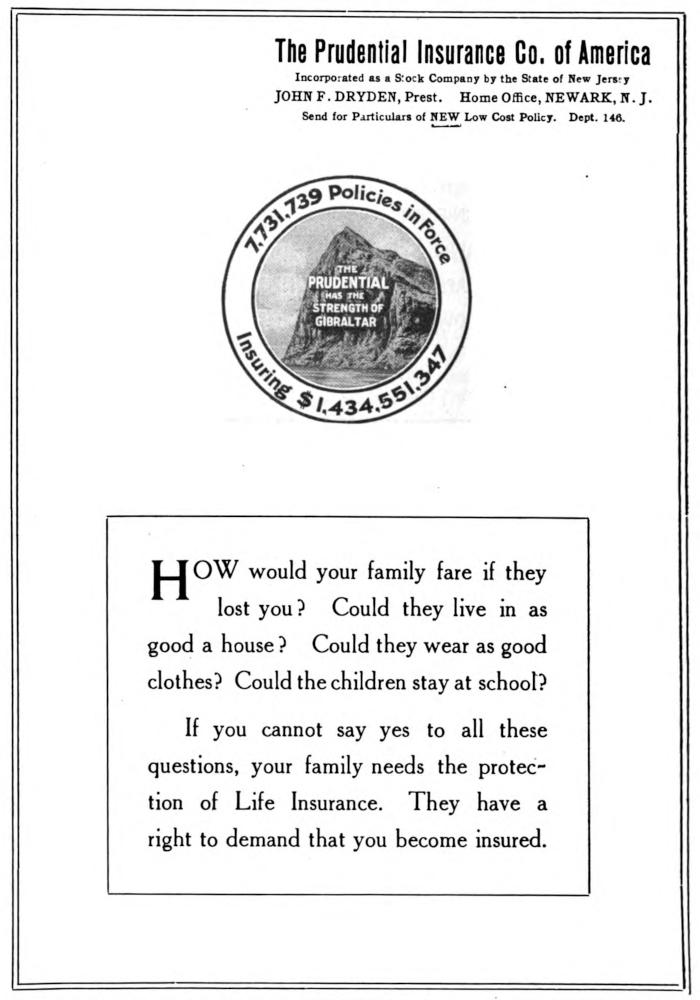 The Prudential Insurance Co. of America
Incorporated as a Stock Company by the State of New Jersey
JOHN F. DRYDEN, Prest. Home Office, NEWARK, N. J.
Send for Particulars of NEW Low Cost Policy. Dept. 146.
7,731,739 Policies in Force
THE
PRUDENTIAL
HAS THE
STRENGTH OF
GIBRALTAR
Insuring $1,434,551,347
HOW would your family fare if they
lost you? Could they live in as
good a house? Could they wear as good
clothes? Could the children stay at school?
If you cannot say yes to all these
questions, your family needs the protec-
tion of Life Insurance. They have a
right to demand that you become insured.